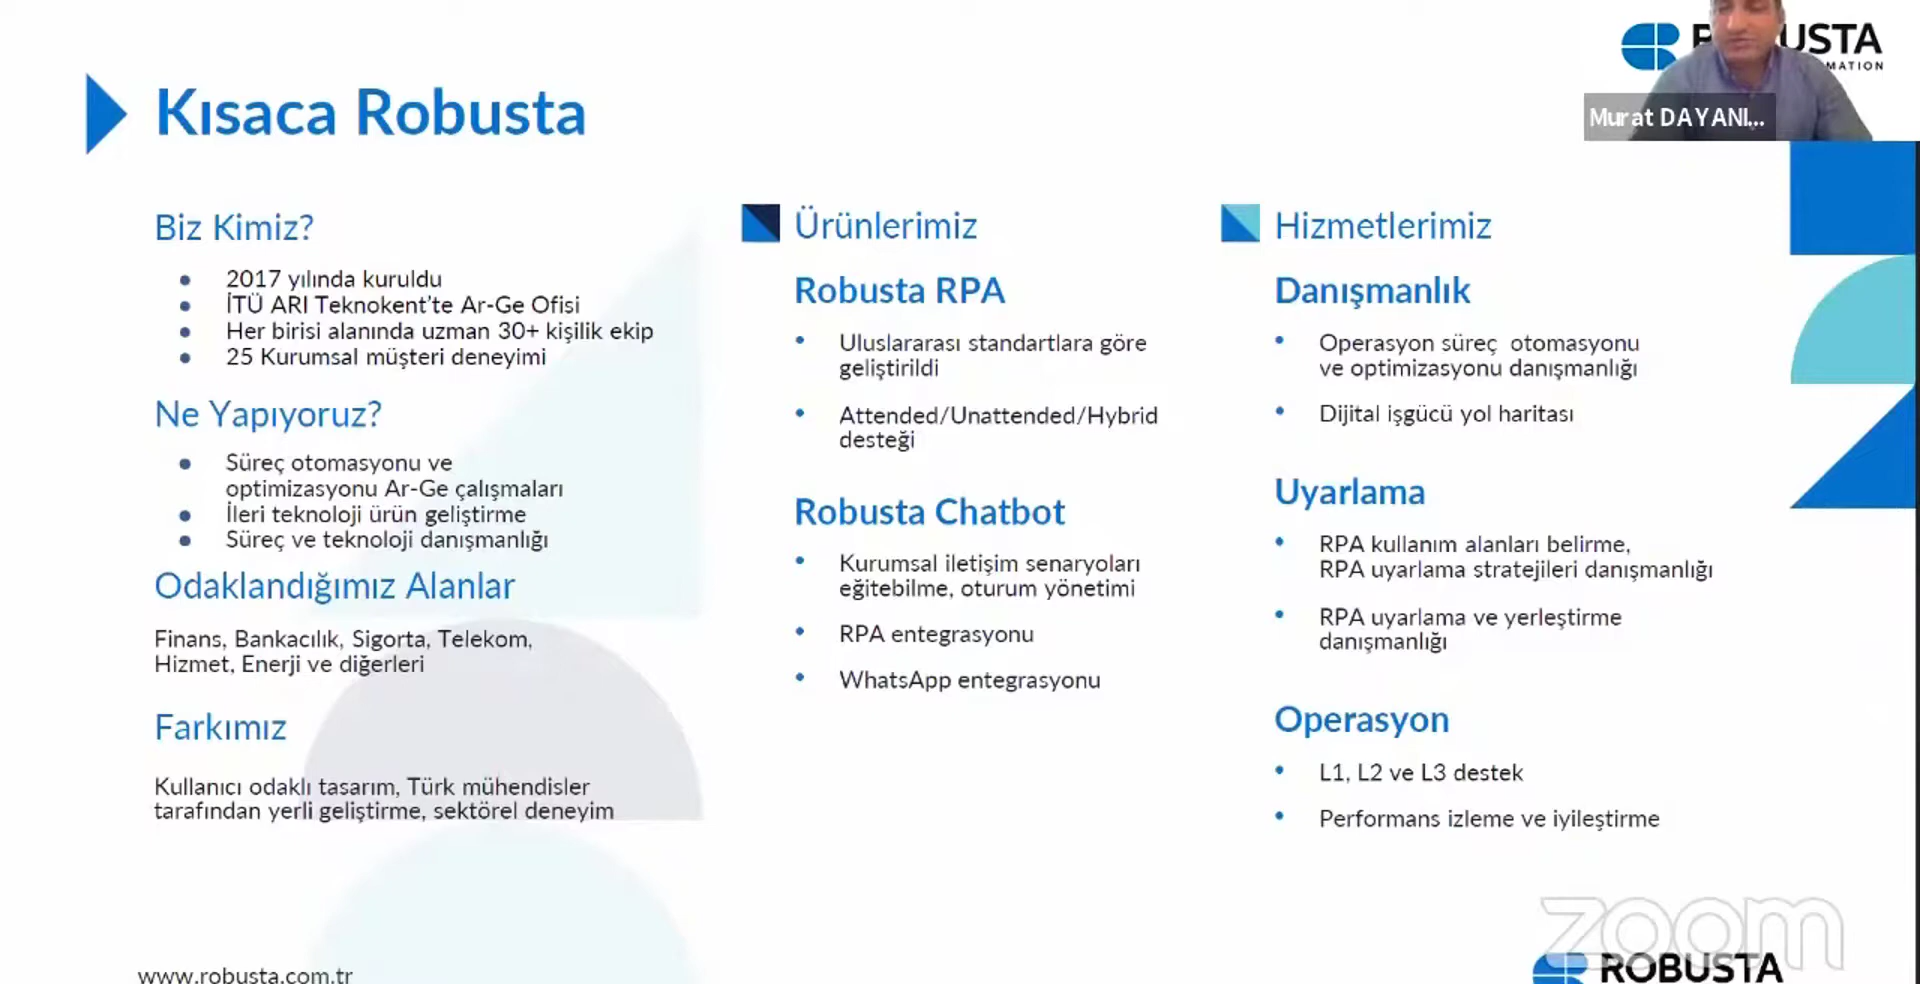 Kısaca Robusta
Murat DAYANI...
USTA
MATION
Biz Kimiz?
2017 yılında kuruldu
İTÜ ARI Teknokent’te Ar-Ge Ofisi
Her birisi alanında uzman 30+ kişilik ekip
25 Kurumsal müşteri deneyimi
Ne Yapıyoruz?
Süreç otomasyonu ve
optimizasyonu Ar-Ge çalışmaları
İleri teknoloji ürün geliştirme
Süreç ve teknoloji danışmanlığı
Odaklandığımız Alanlar
Finans, Bankacılık, Sigorta, Telekom,
Hizmet, Enerji ve diğerleri
Farkımız
Kullanıcı odaklı tasarım, Türk mühendisler
tarafından yerli geliştirme, sektörel deneyim
Ürünlerimiz
Robusta RPA
Uluslararası standartlara göre
geliştirildi
Attended/Unattended/Hybrid
desteği
Robusta Chatbot
Kurumsal iletişim senaryoları
eğitebilme, oturum yönetimi
RPA entegrasyonu
WhatsApp entegrasyonu
Hizmetlerimiz
Danışmanlık
Operasyon süreç otomasyonu
ve optimizasyonu danışmanlığı
Dijital işgücü yol haritası
Uyarlama
RPA kullanım alanları belirme,
RPA uyarlama stratejileri danışmanlığı
RPA uyarlama ve yerleştirme
danışmanlığı
Operasyon
L1, L2 ve L3 destek
Performans izleme ve iyileştirme
zoom
www.robusta.com.tr
ROBUSTA